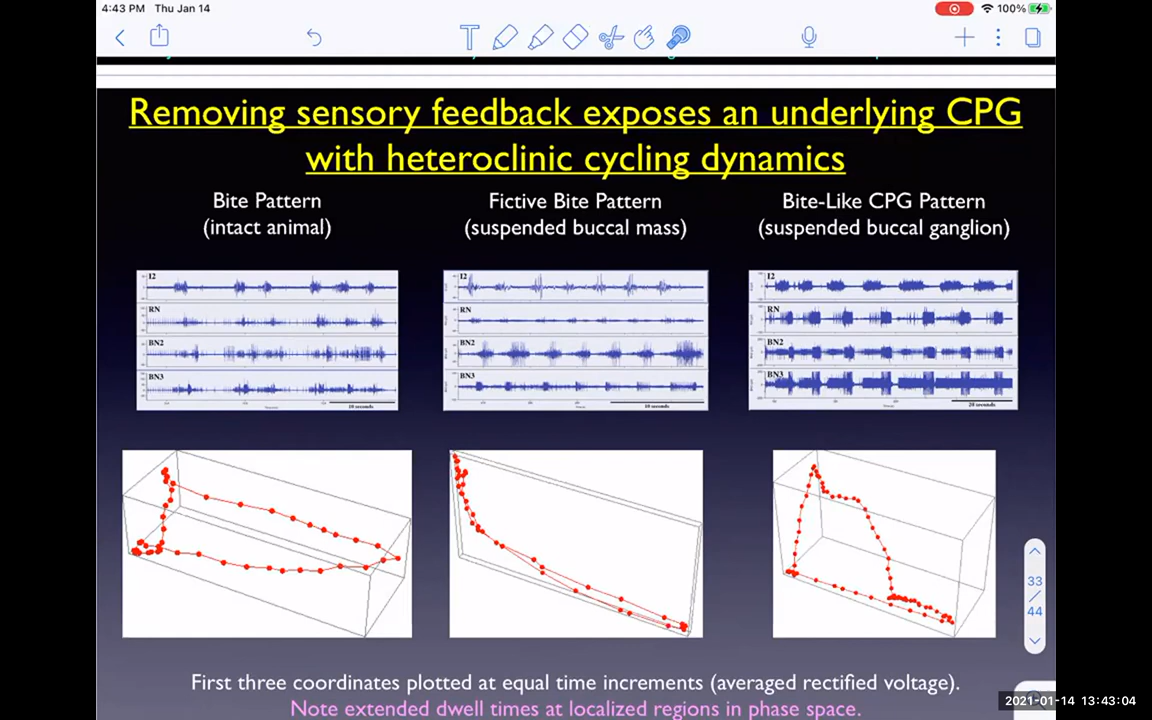 4:43 PM Thu Jan 14
100%
Removing sensory feedback exposes an underlying CPG
with heteroclinic cycling dynamics
Bite Pattern
(intact animal)
Fictive Bite Pattern
(suspended buccal mass)
Bite-Like CPG Pattern
(suspended buccal ganglion)
I2
RN
BN2
BN3
10 seconds
I2
RN
BN2
BN3
10 seconds
I2
RN
BN2
BN3
20 seconds
33
/
44
First three coordinates plotted at equal time increments (averaged rectified voltage).
Note extended dwell times at localized regions in phase space.
2021-01-14 13:43:04